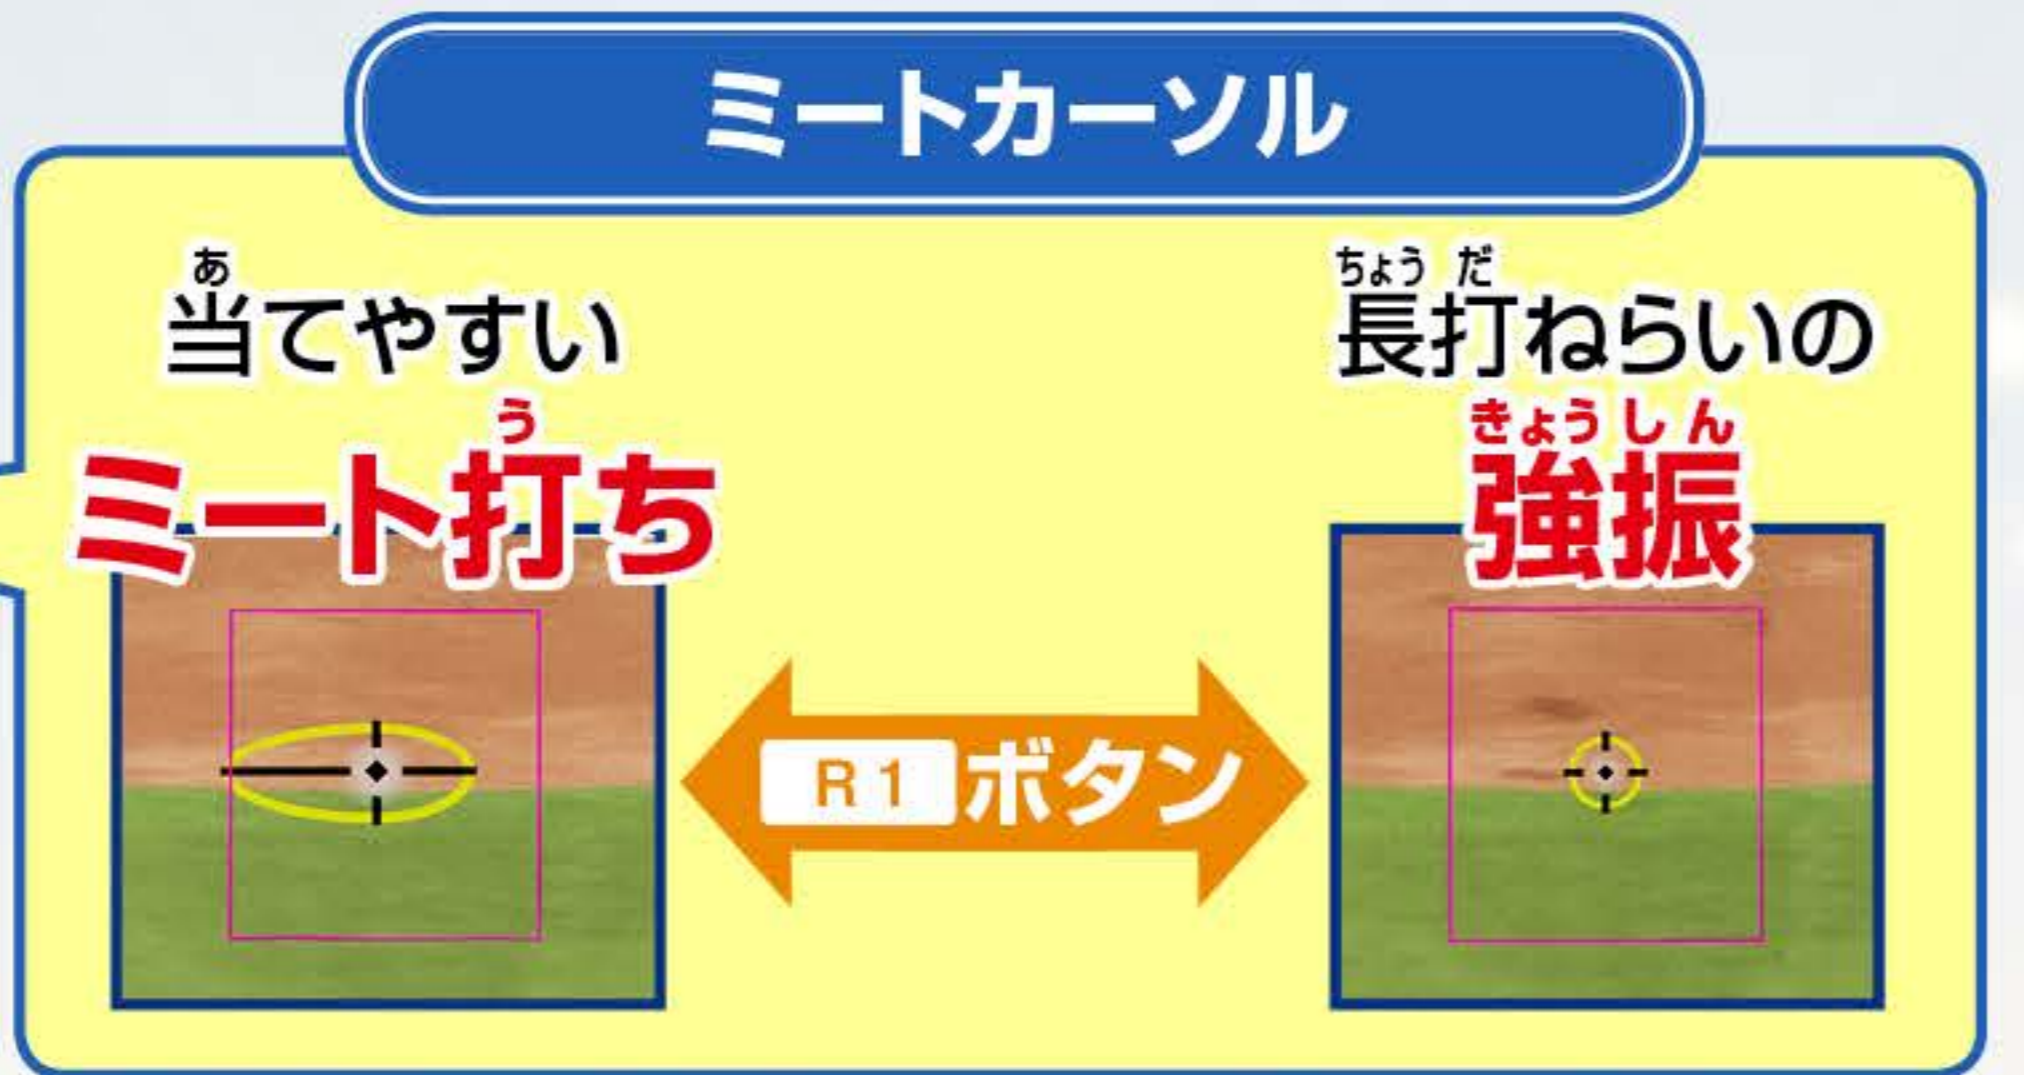 ミートカーソル
あ
当てやすい
う
ミート打ち
ちょう だ
長打ねらいの
きょうしん
強振
R1ボタン